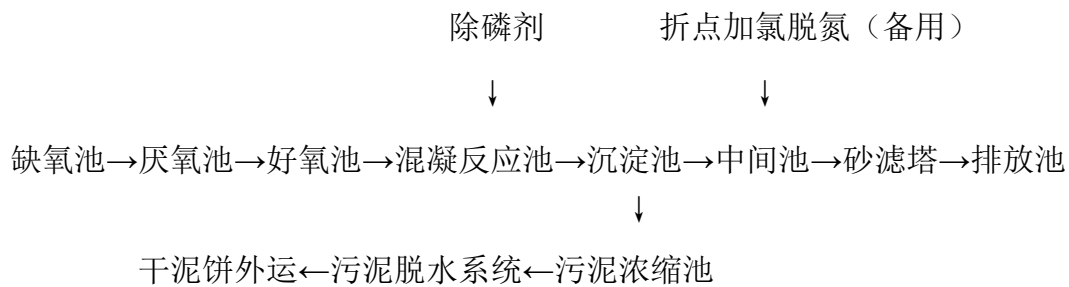 除磷剂 折点加氯脱氮（备用）
↓ ↓
缺氧池→厌氧池→好氧池→混凝反应池→沉淀池→中间池→砂滤塔→排放池
↓
干泥饼外运←污泥脱水系统←污泥浓缩池